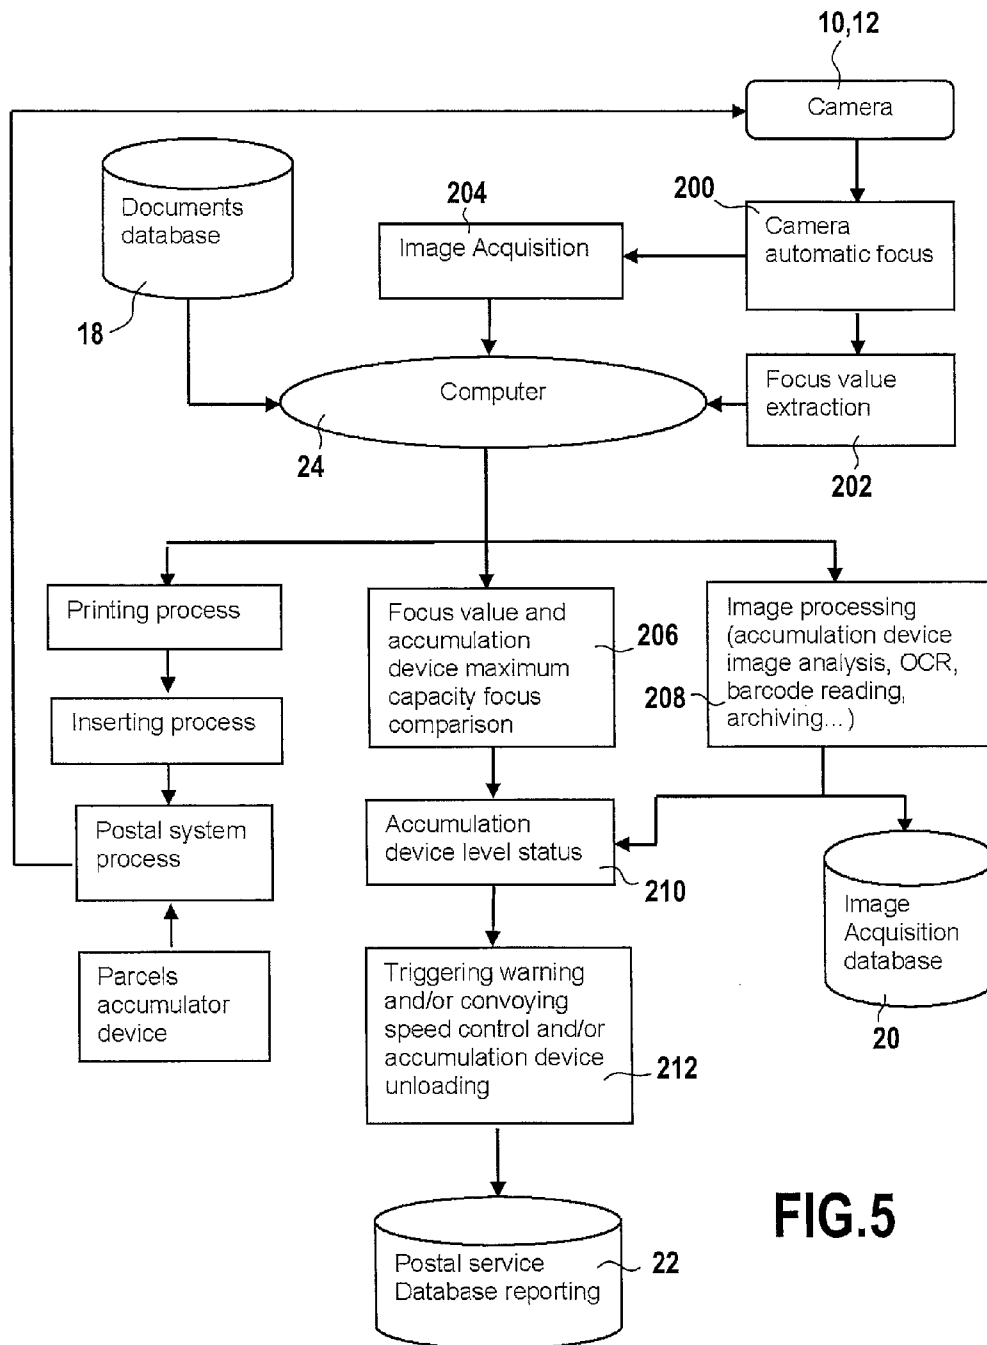 10,12
Camera
Documents
database
18
204
Image Acquisition
200
Camera
automatic focus
Computer
24
Focus value
extraction
202
Printing process
Inserting process
Postal system
process
Parcels
accumulator
device
Focus value and
accumulation
device maximum
capacity focus
comparison
206
Image processing
(accumulation device
image analysis, OCR,
barcode reading,
archiving...)
208
Accumulation
device level status
210
Image
Acquisition
database
20
Triggering warning
and/or convoying
speed control and/or
accumulation device
unloading
212
Postal service
Database reporting
22
FIG.5